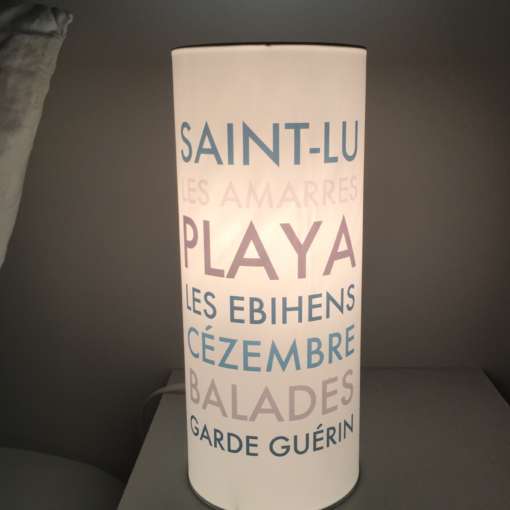 SAINT-LU
LES AMARRES
PLAYA
LES EBIHENS
CÉZEMBRE
BALADES
GARDE GUÉRIN